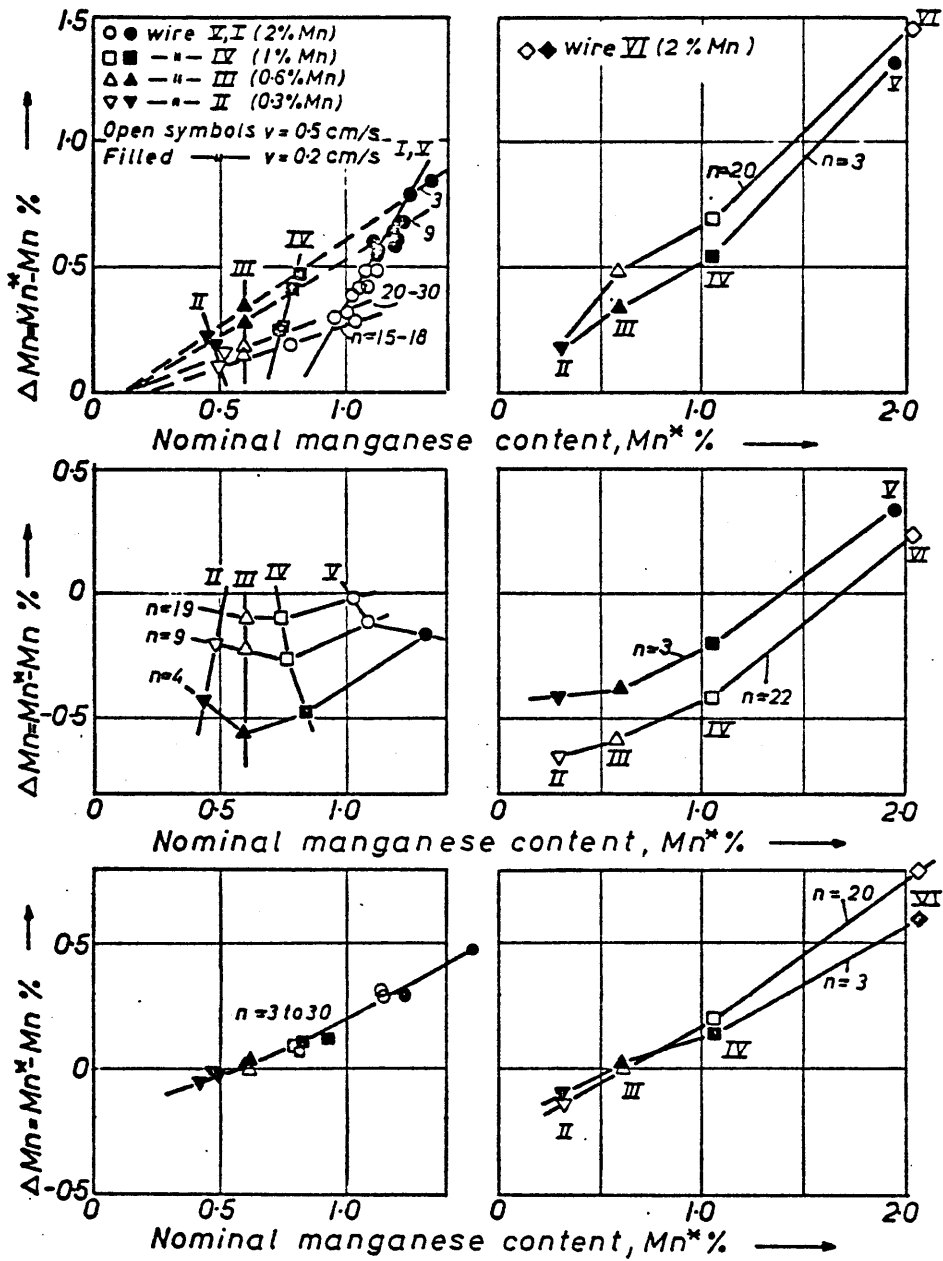 1.5
1.0
0.5
0
ΔMn=Mn*-Mn %
○ ● wire V,I (2%Mn)
□ ■ —"— IV (1%Mn)
△ ▲ —"— III (0·6%Mn)
▽ ▼ —"— II (0·3%Mn)
Open symbols v=0·5 cm/s
Filled —"— v=0·2 cm/s
I,V
3
9
IV
III
II
20-30
n=15-18
0 0·5 1·0
◇ ◆ wire VI (2%Mn)
VI
V
n=20
n=3
IV
III
II
0 1·0 2·0
Nominal manganese content, Mn* %
0·5
0
-0·5
ΔMn=Mn*-Mn %
II III IV V
n=19
n=9
n=4
0 0·5 1·0
V
VI
n=3
n=22
IV
III
II
0 1·0 2·0
Nominal manganese content, Mn* %
0·5
0
-0·5
ΔMn=Mn*-Mn %
n=3 to 30
0 0·5 1·0
n=20
VI
n=3
IV
III
II
0 1·0 2·0
Nominal manganese content, Mn* %